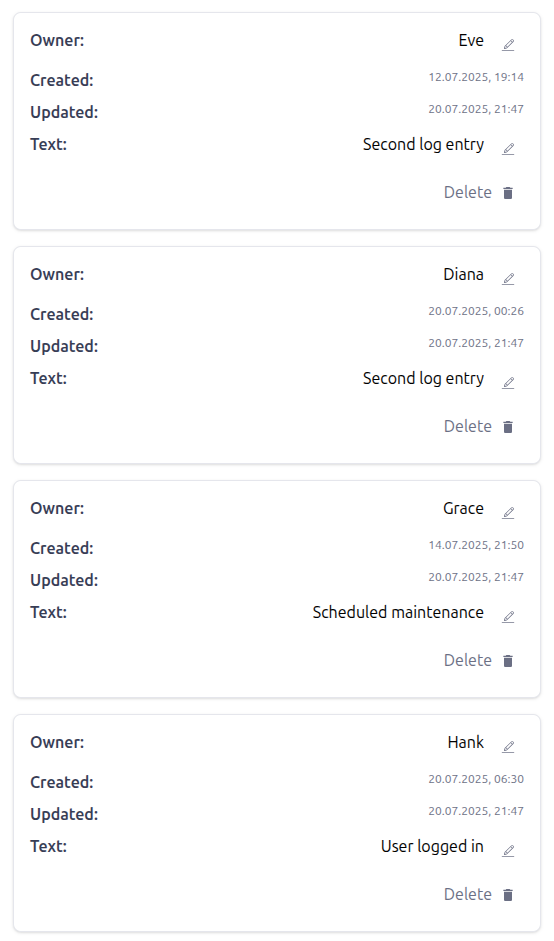 Owner: Eve
Created: 12.07.2025, 19:14
Updated: 20.07.2025, 21:47
Text: Second log entry
Delete
Owner: Diana
Created: 20.07.2025, 00:26
Updated: 20.07.2025, 21:47
Text: Second log entry
Delete
Owner: Grace
Created: 14.07.2025, 21:50
Updated: 20.07.2025, 21:47
Text: Scheduled maintenance
Delete
Owner: Hank
Created: 20.07.2025, 06:30
Updated: 20.07.2025, 21:47
Text: User logged in
Delete